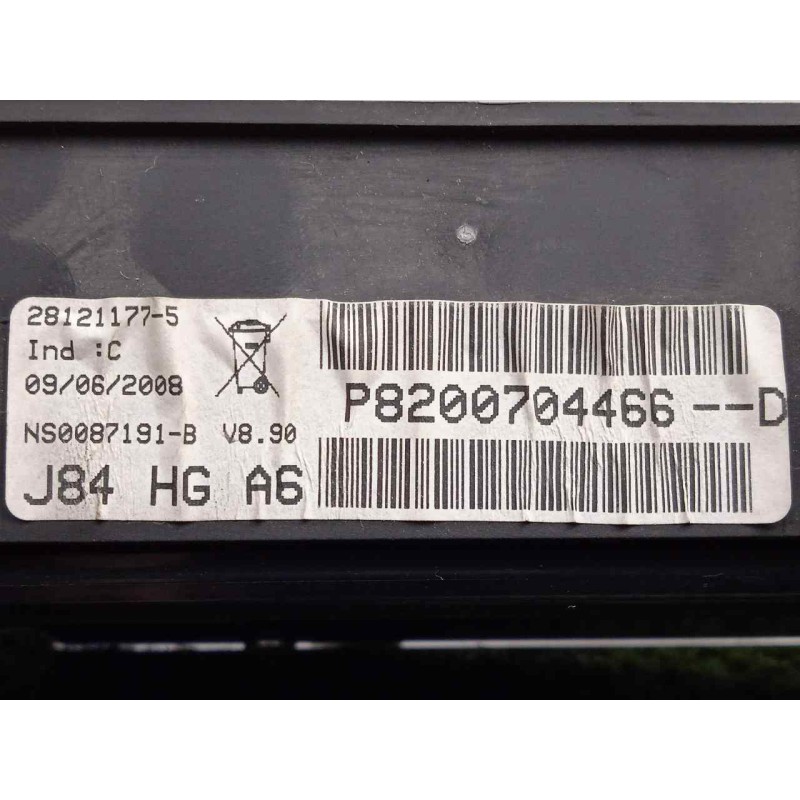 28121177-5
Ind :C
09/06/2008
NS0087191-B V8.90
J84 HG A6
P8200704466--D